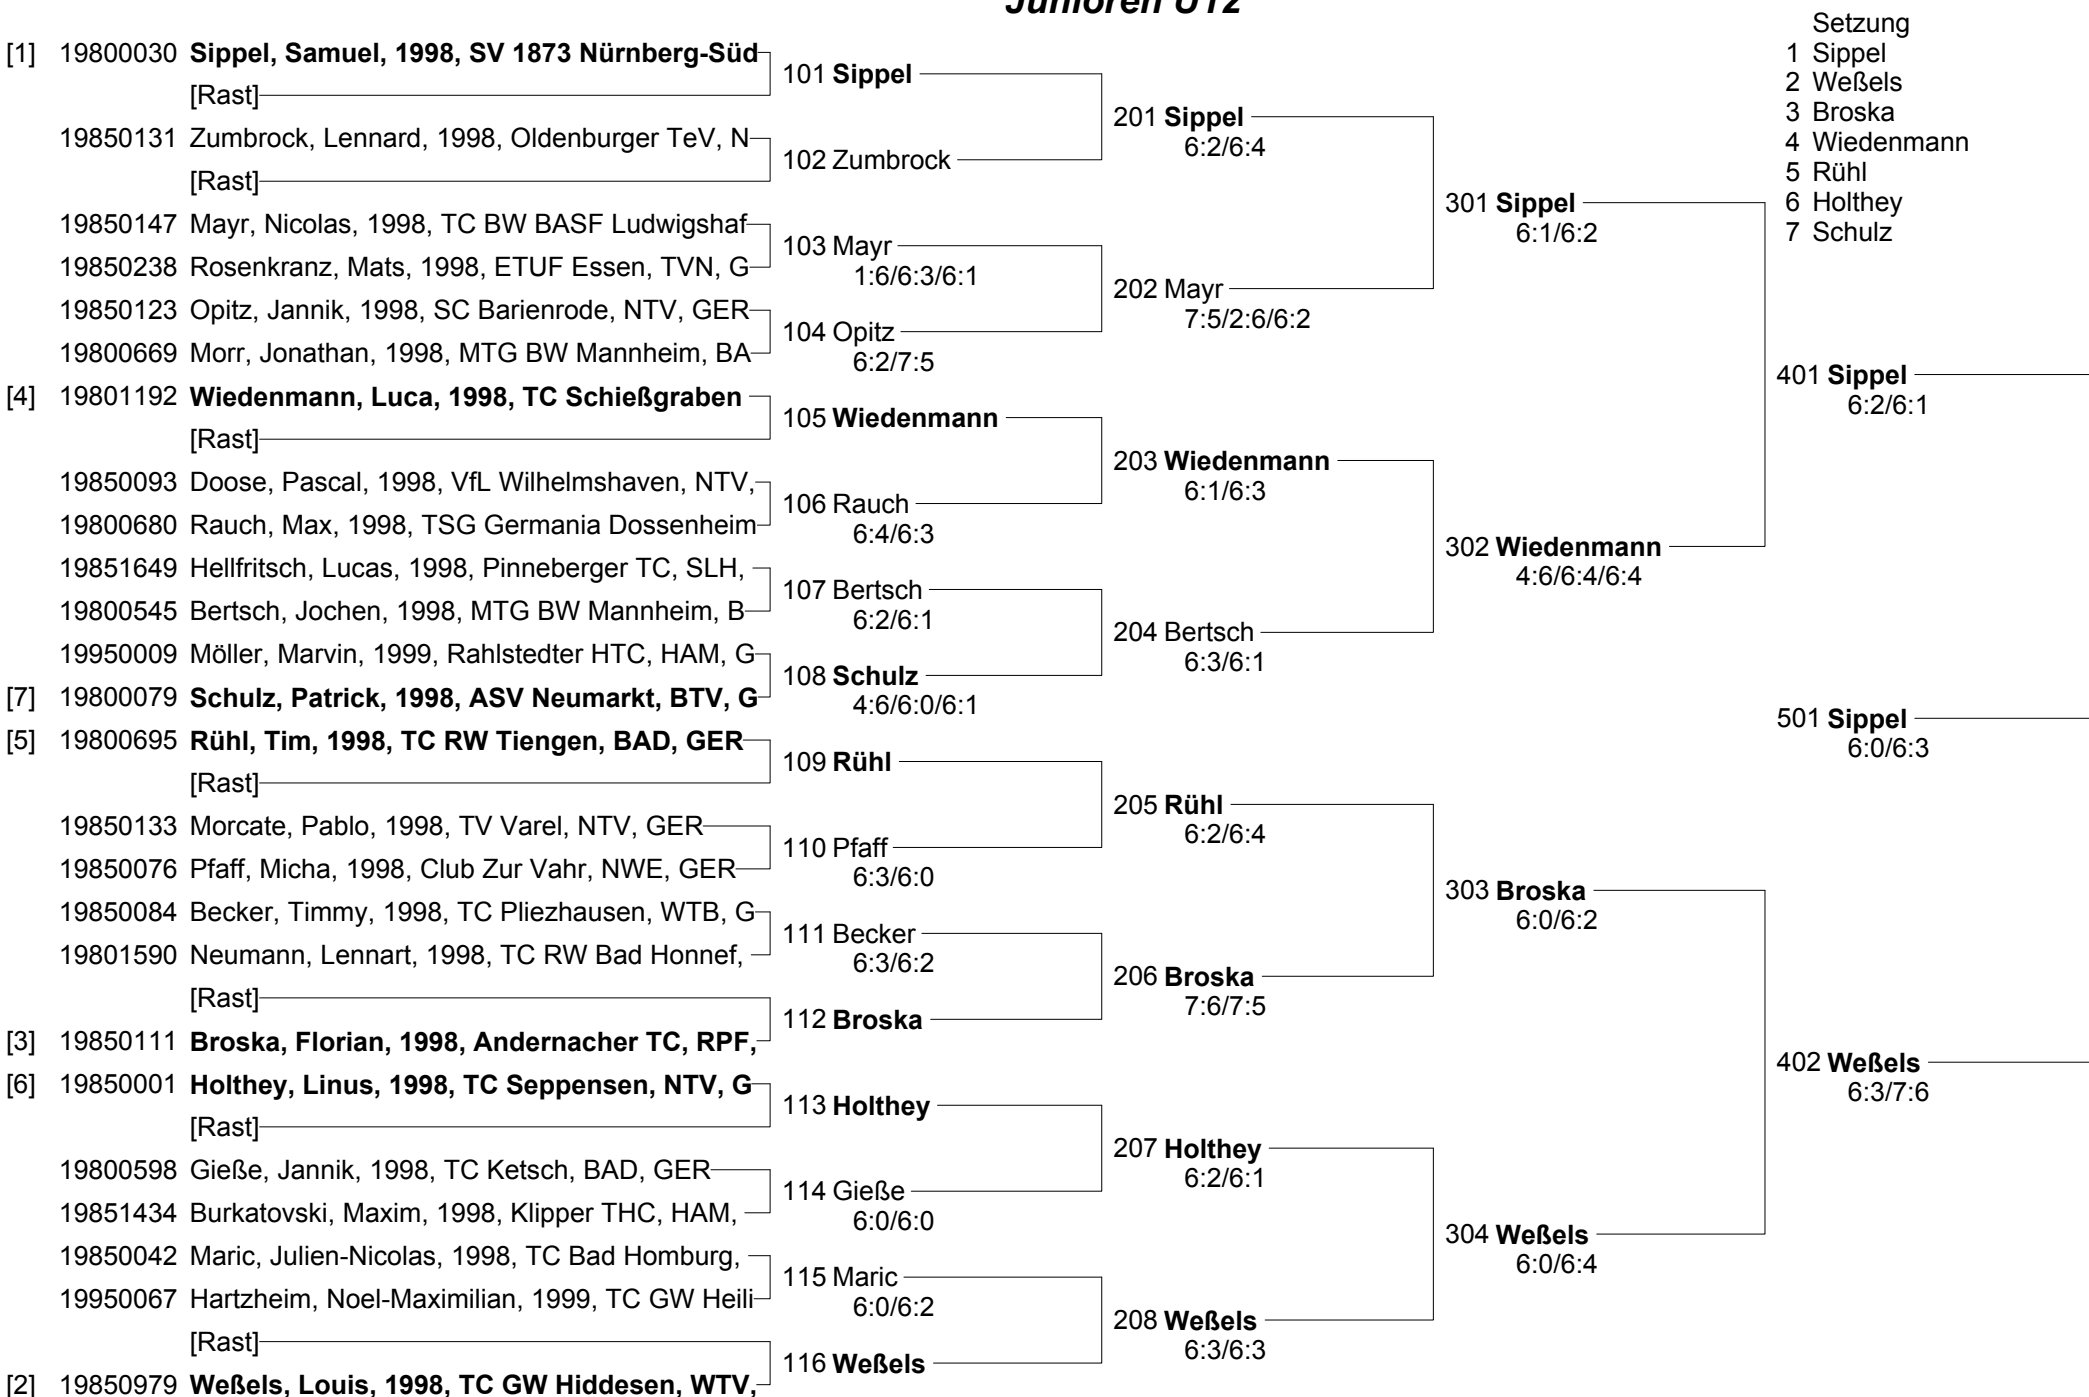 Junioren U12
Setzung
1 Sippel
2 Weßels
3 Broska
4 Wiedenmann
5 Rühl
6 Holthey
7 Schulz
[1] 19800030 Sippel, Samuel, 1998, SV 1873 Nürnberg-Süd
[Rast]
19850131 Zumbrock, Lennard, 1998, Oldenburger TeV, N
[Rast]
19850147 Mayr, Nicolas, 1998, TC BW BASF Ludwigshaf
19850238 Rosenkranz, Mats, 1998, ETUF Essen, TVN, G
19850123 Opitz, Jannik, 1998, SC Barienrode, NTV, GER
19800669 Morr, Jonathan, 1998, MTG BW Mannheim, BA
[4] 19801192 Wiedenmann, Luca, 1998, TC Schießgraben
[Rast]
19850093 Doose, Pascal, 1998, VfL Wilhelmshaven, NTV,
19800680 Rauch, Max, 1998, TSG Germania Dossenheim
19851649 Hellfritsch, Lucas, 1998, Pinneberger TC, SLH,
19800545 Bertsch, Jochen, 1998, MTG BW Mannheim, B
19950009 Möller, Marvin, 1999, Rahlstedter HTC, HAM, G
[7] 19800079 Schulz, Patrick, 1998, ASV Neumarkt, BTV, G
[5] 19800695 Rühl, Tim, 1998, TC RW Tiengen, BAD, GER
[Rast]
19850133 Morcate, Pablo, 1998, TV Varel, NTV, GER
19850076 Pfaff, Micha, 1998, Club Zur Vahr, NWE, GER
19850084 Becker, Timmy, 1998, TC Pliezhausen, WTB, G
19801590 Neumann, Lennart, 1998, TC RW Bad Honnef,
[Rast]
[3] 19850111 Broska, Florian, 1998, Andernacher TC, RPF,
[6] 19850001 Holthey, Linus, 1998, TC Seppensen, NTV, G
[Rast]
19800598 Gieße, Jannik, 1998, TC Ketsch, BAD, GER
19851434 Burkatovski, Maxim, 1998, Klipper THC, HAM,
19850042 Maric, Julien-Nicolas, 1998, TC Bad Homburg,
19950067 Hartzheim, Noel-Maximilian, 1999, TC GW Heili
[Rast]
[2] 19850979 Weßels, Louis, 1998, TC GW Hiddesen, WTV,
101 Sippel
102 Zumbrock
103 Mayr
1:6/6:3/6:1
104 Opitz
6:2/7:5
105 Wiedenmann
106 Rauch
6:4/6:3
107 Bertsch
6:2/6:1
108 Schulz
4:6/6:0/6:1
109 Rühl
110 Pfaff
6:3/6:0
111 Becker
6:3/6:2
112 Broska
113 Holthey
114 Gieße
6:0/6:0
115 Maric
6:0/6:2
116 Weßels
201 Sippel
6:2/6:4
202 Mayr
7:5/2:6/6:2
203 Wiedenmann
6:1/6:3
204 Bertsch
6:3/6:1
205 Rühl
6:2/6:4
206 Broska
7:6/7:5
207 Holthey
6:2/6:1
208 Weßels
6:3/6:3
301 Sippel
6:1/6:2
302 Wiedenmann
4:6/6:4/6:4
303 Broska
6:0/6:2
304 Weßels
6:0/6:4
401 Sippel
6:2/6:1
501 Sippel
6:0/6:3
402 Weßels
6:3/7:6